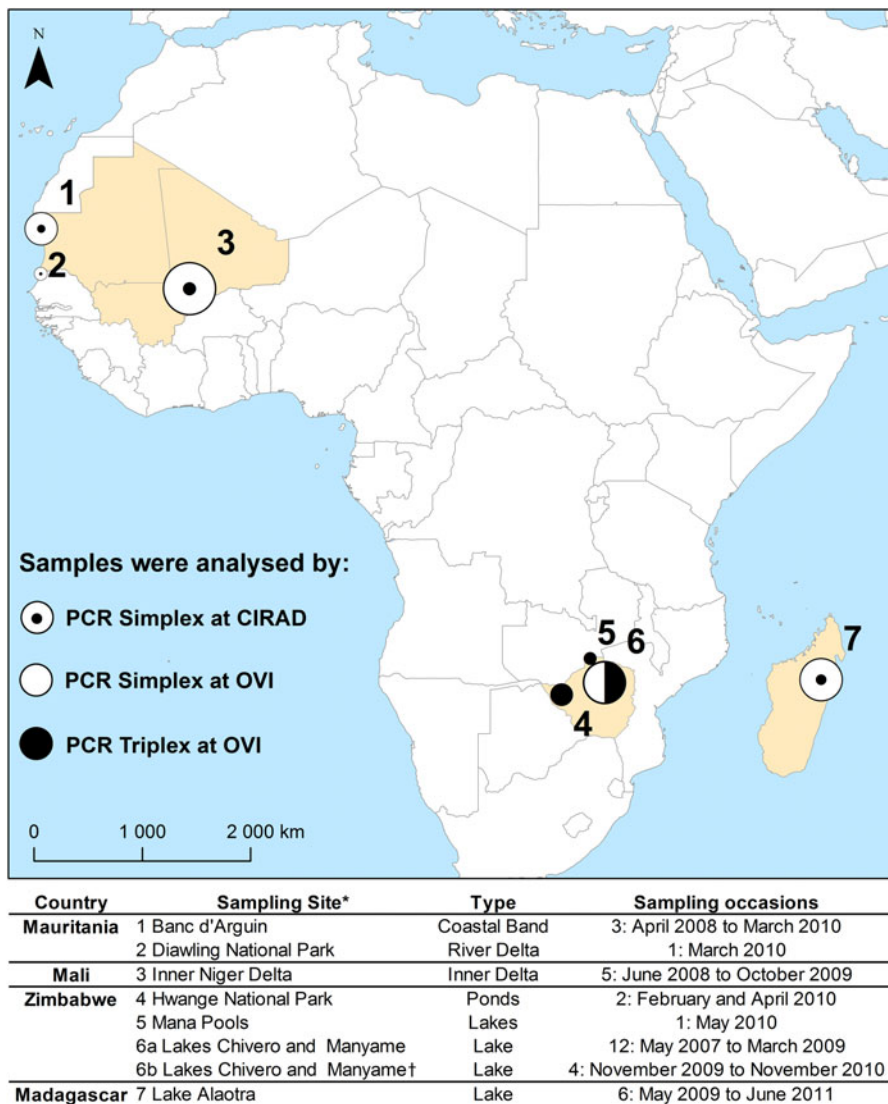 N
1
2
3
5
6
7
4
Samples were analysed by:
PCR Simplex at CIRAD
PCR Simplex at OVI
PCR Triplex at OVI
0 1 000 2 000 km
Country Sampling Site* Type Sampling occasions
Mauritania 1 Banc d'Arguin Coastal Band 3: April 2008 to March 2010
2 Diawling National Park River Delta 1: March 2010
Mali 3 Inner Niger Delta Inner Delta 5: June 2008 to October 2009
Zimbabwe 4 Hwange National Park Ponds 2: February and April 2010
5 Mana Pools Lakes 1: May 2010
6a Lakes Chivero and Manyame Lake 12: May 2007 to March 2009
6b Lakes Chivero and Manyame† Lake 4: November 2009 to November 2010
Madagascar 7 Lake Alaotra Lake 6: May 2009 to June 2011